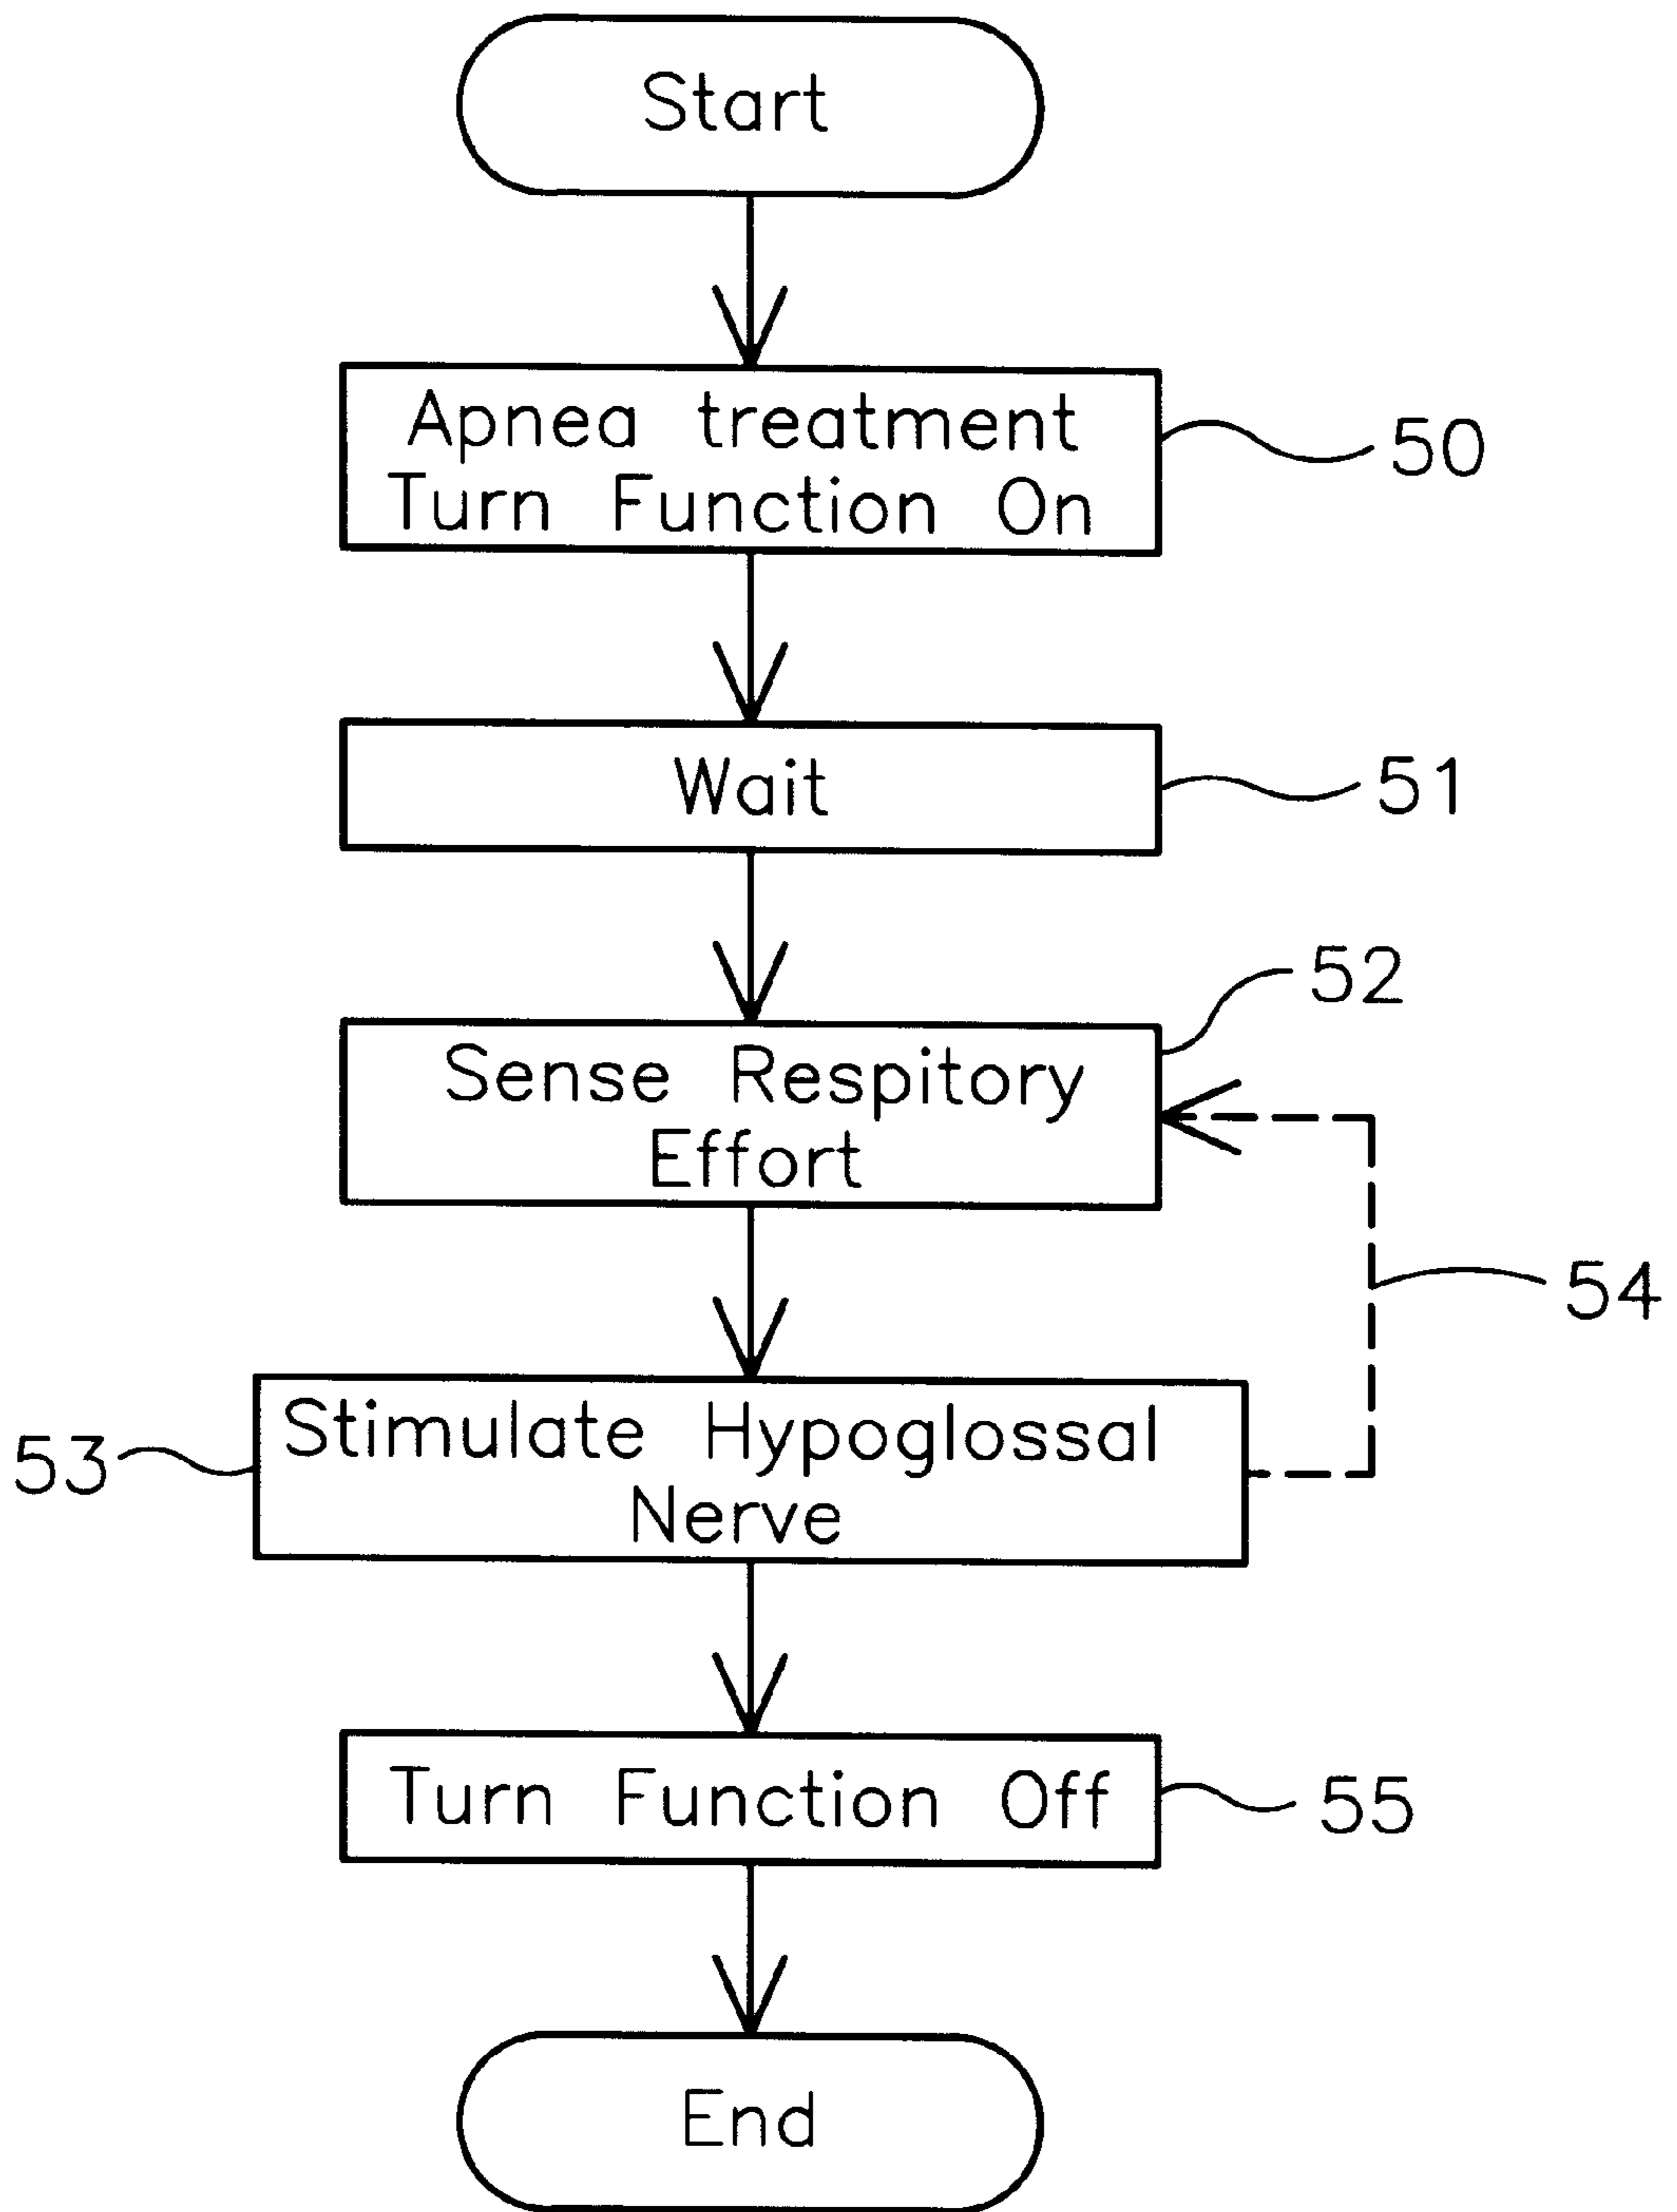 Start
Apnea treatment
Turn Function On
50
Wait
51
52
Sense Respitory
Effort
54
Stimulate Hypoglossal
Nerve
53
Turn Function Off
55
End